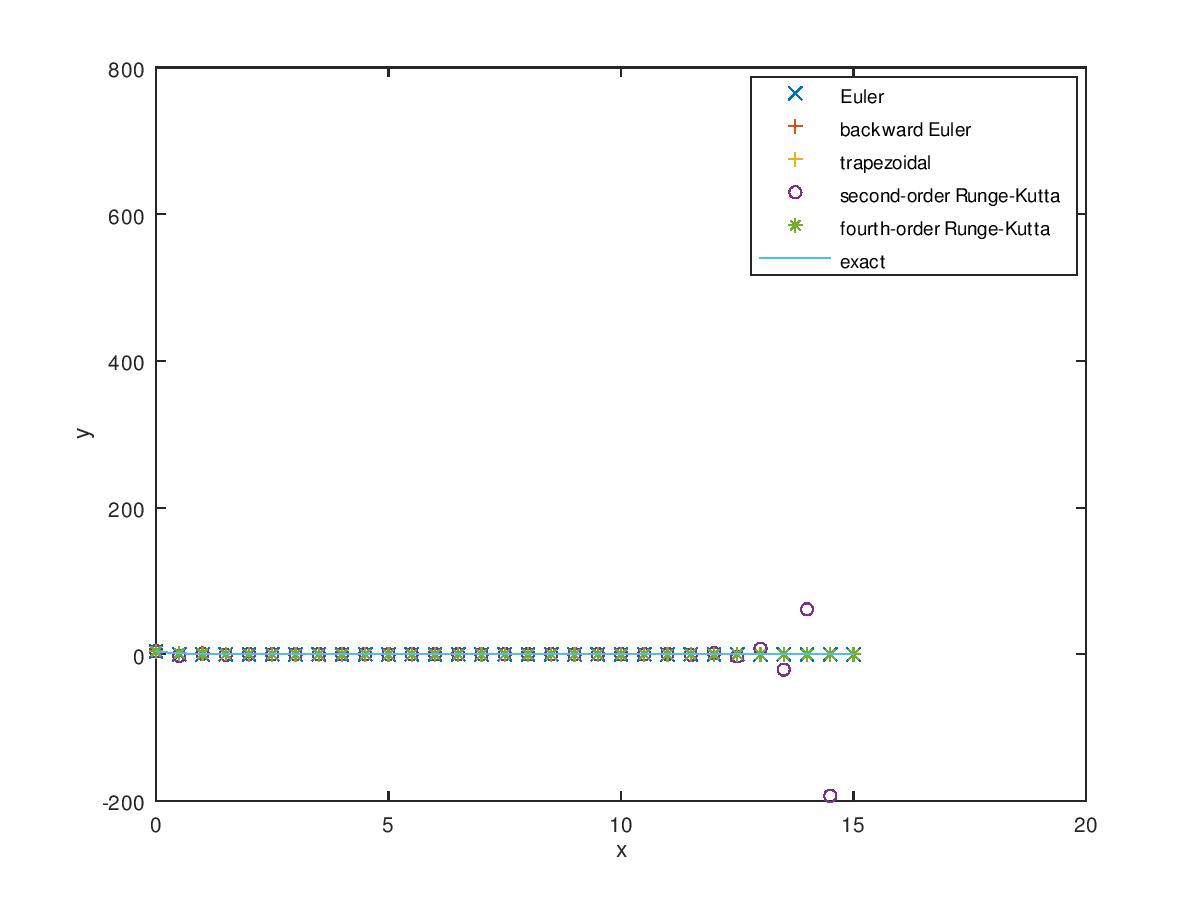 800
600
400
200
0
-200
0
5
10
15
20
x
y
Euler
backward Euler
trapezoidal
second-order Runge-Kutta
fourth-order Runge-Kutta
exact